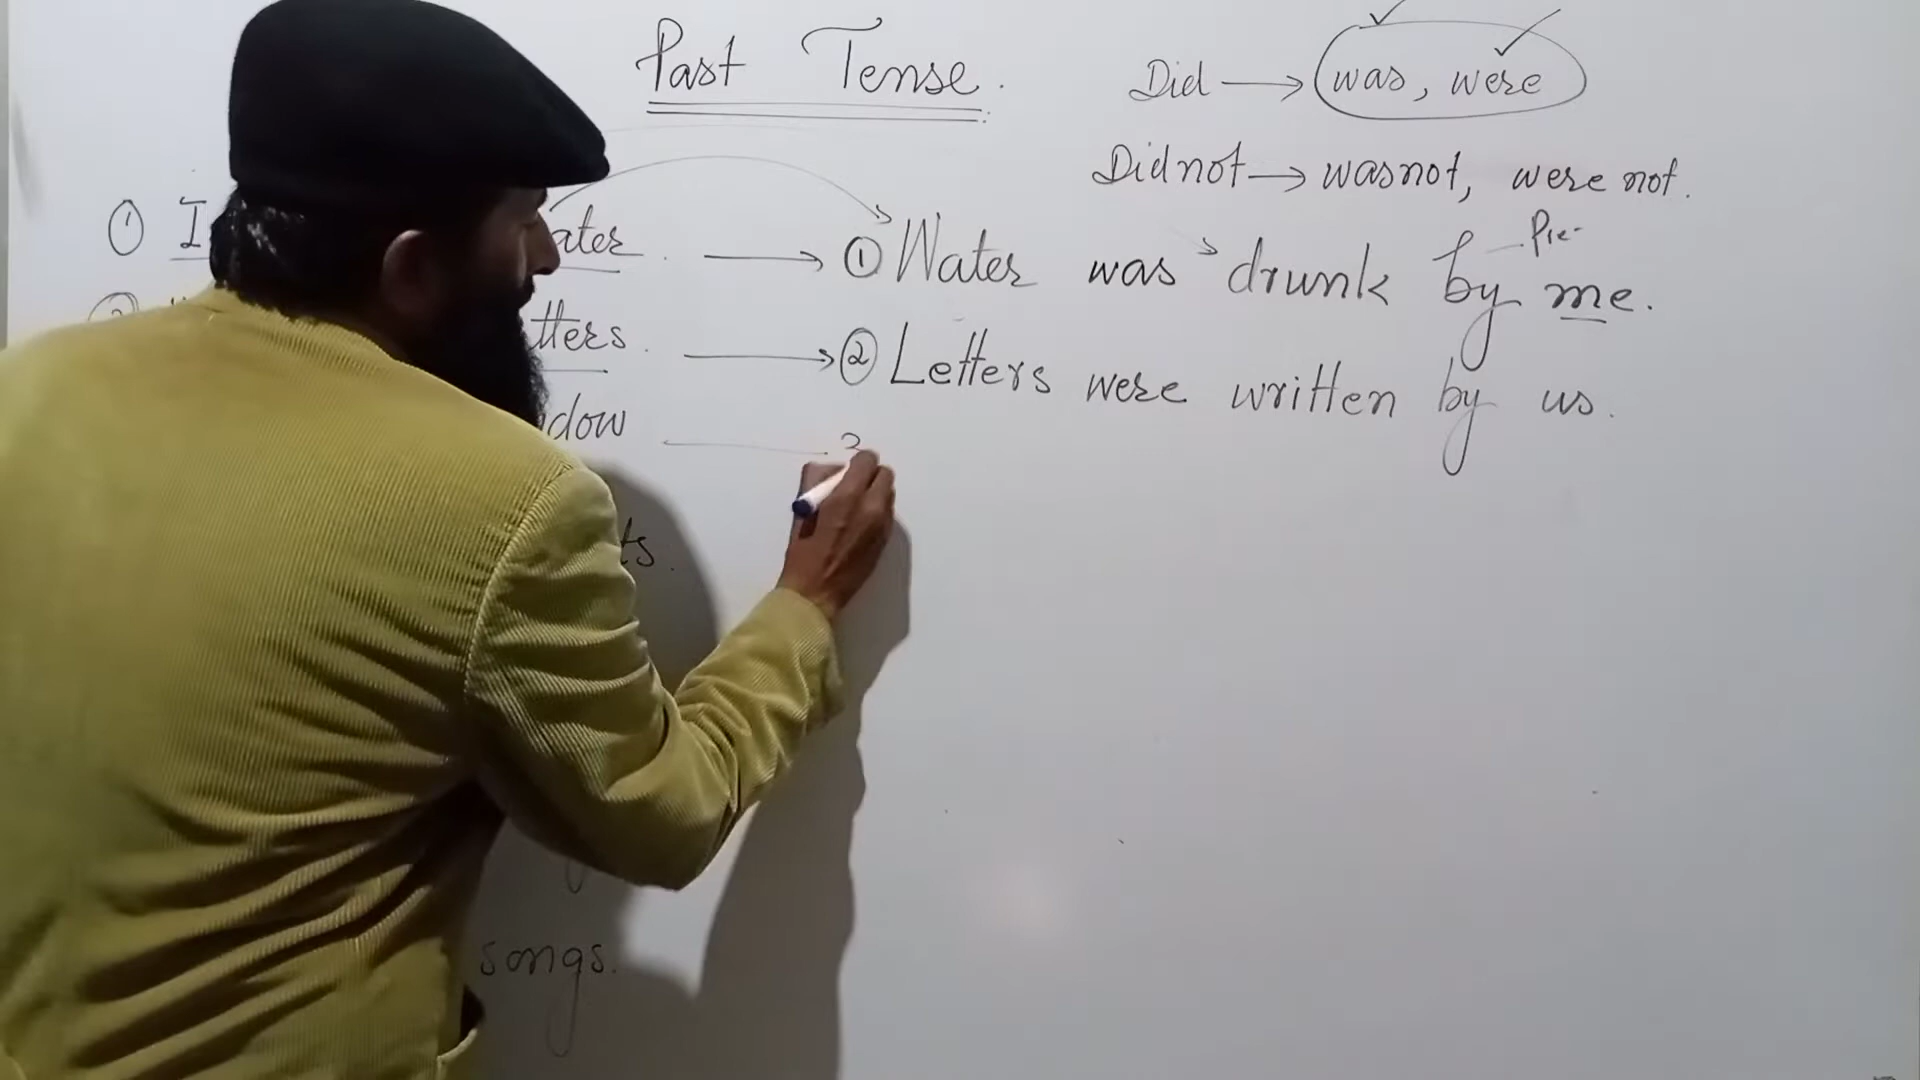 Past Tense.
Did → was, were
Did not → was not, were not.
① I ater. → ① Water was drunk by me.
Pre-
tters. → ② Letters were written by us.
dow
ts.
songs.